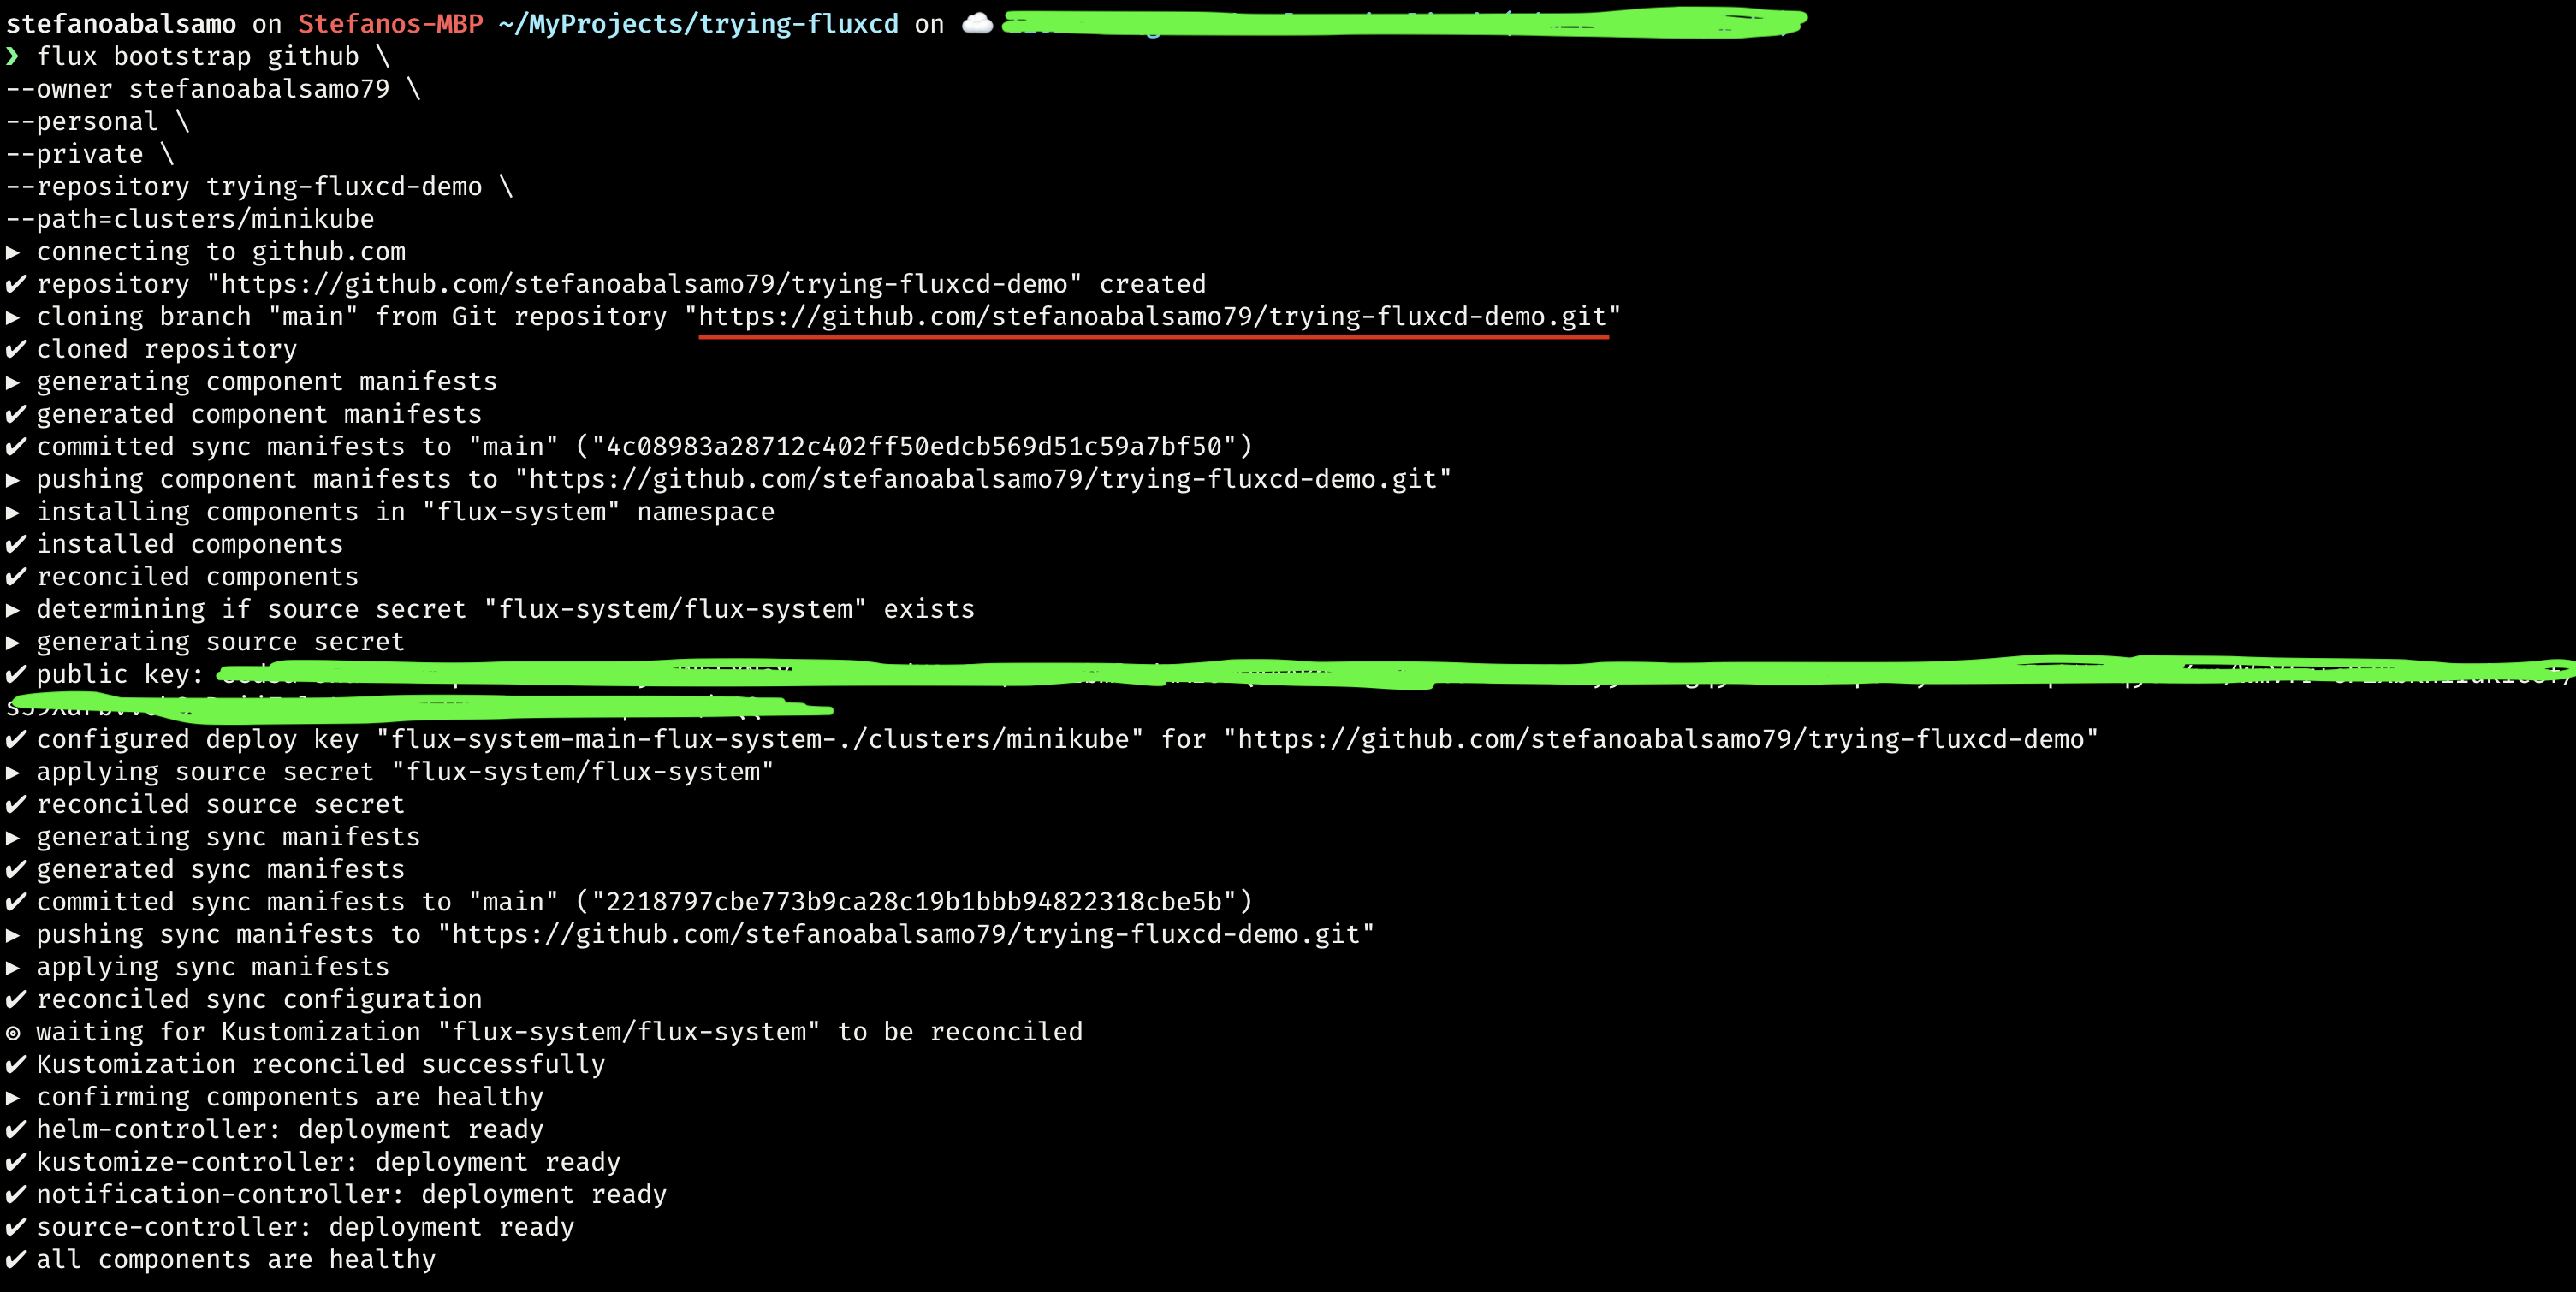 stefanoabalsamo on Stefanos-MBP ~/MyProjects/trying-fluxcd on
❯ flux bootstrap github \
--owner stefanoabalsamo79 \
--personal \
--private \
--repository trying-fluxcd-demo \
--path=clusters/minikube
► connecting to github.com
✔ repository "https://github.com/stefanoabalsamo79/trying-fluxcd-demo" created
► cloning branch "main" from Git repository "https://github.com/stefanoabalsamo79/trying-fluxcd-demo.git"
✔ cloned repository
► generating component manifests
✔ generated component manifests
✔ committed sync manifests to "main" ("4c08983a28712c402ff50edcb569d51c59a7bf50")
► pushing component manifests to "https://github.com/stefanoabalsamo79/trying-fluxcd-demo.git"
► installing components in "flux-system" namespace
✔ installed components
✔ reconciled components
► determining if source secret "flux-system/flux-system" exists
► generating source secret
✔ public key:
✔ configured deploy key "flux-system-main-flux-system-./clusters/minikube" for "https://github.com/stefanoabalsamo79/trying-fluxcd-demo"
► applying source secret "flux-system/flux-system"
✔ reconciled source secret
► generating sync manifests
✔ generated sync manifests
✔ committed sync manifests to "main" ("2218797cbe773b9ca28c19b1bbb94822318cbe5b")
► pushing sync manifests to "https://github.com/stefanoabalsamo79/trying-fluxcd-demo.git"
► applying sync manifests
✔ reconciled sync configuration
◎ waiting for Kustomization "flux-system/flux-system" to be reconciled
✔ Kustomization reconciled successfully
► confirming components are healthy
✔ helm-controller: deployment ready
✔ kustomize-controller: deployment ready
✔ notification-controller: deployment ready
✔ source-controller: deployment ready
✔ all components are healthy